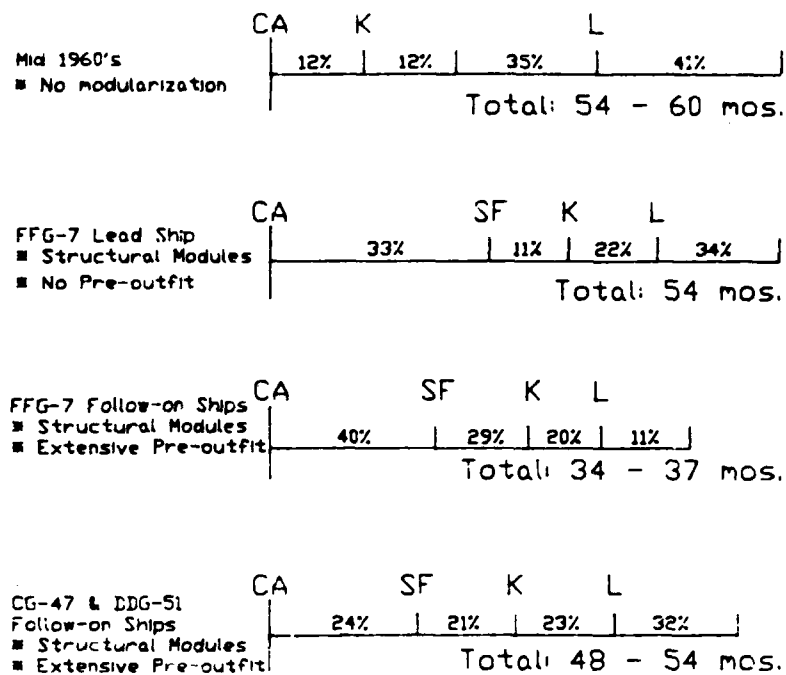 CA K L
Mid 1960's
■ No modularization
12% 12% 35% 41%
Total: 54 - 60 mos.
CA SF K L
FFG-7 Lead Ship
■ Structural Modules
■ No Pre-outfit
33% 11% 22% 34%
Total: 54 mos.
CA SF K L
FFG-7 Follow-on Ships
■ Structural Modules
■ Extensive Pre-outfit
40% 29% 20% 11%
Total: 34 - 37 mos.
CA SF K L
CG-47 & DDG-51
Follow-on Ships
■ Structural Modules
■ Extensive Pre-outfit
24% 21% 23% 32%
Total: 48 - 54 mos.